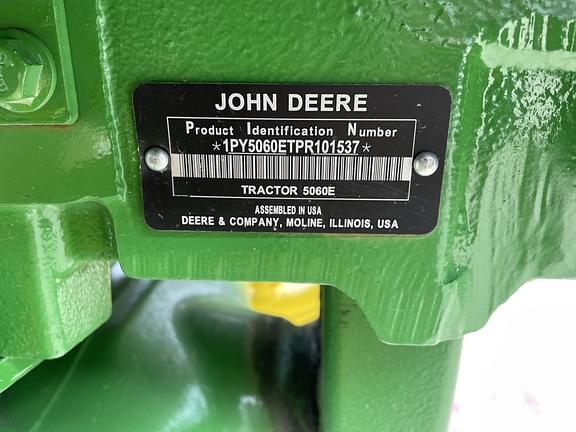 JOHN DEERE
Product Identification Number
*1PY5060ETPR101537*
TRACTOR 5060E
ASSEMBLED IN USA
DEERE & COMPANY, MOLINE, ILLINOIS, USA